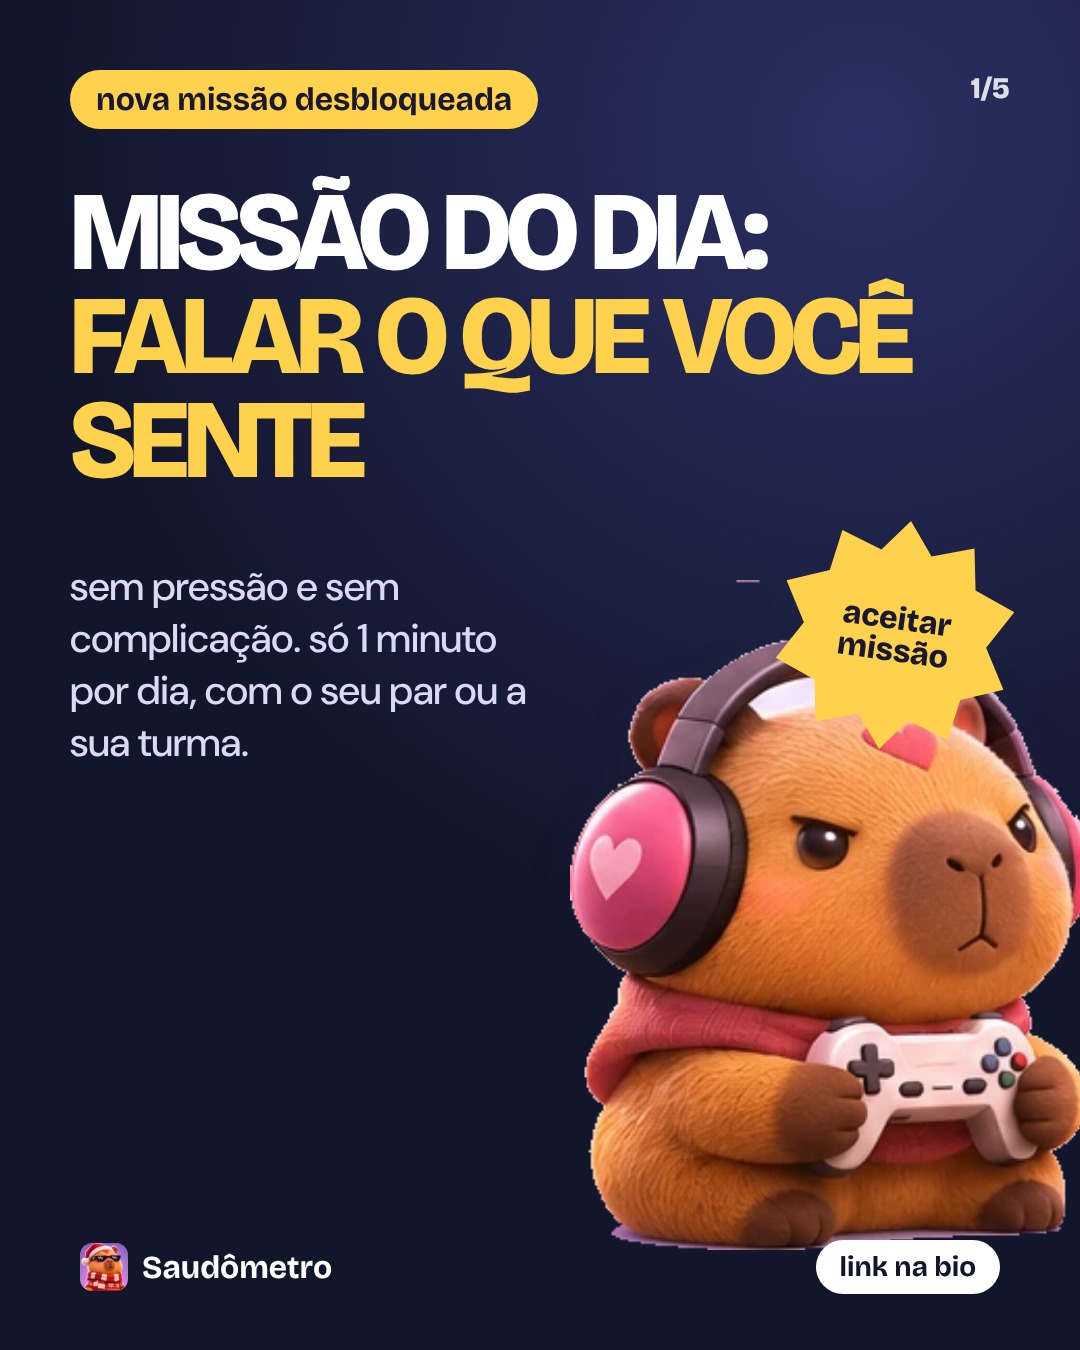 nova missão desbloqueada
1/5
MISSÃO DO DIA:
FALAR O QUE VOCÊ
SENTE
sem pressão e sem
complicação. só 1 minuto
por dia, com o seu par ou a
sua turma.
aceitar
missão
Saudômetro
link na bio